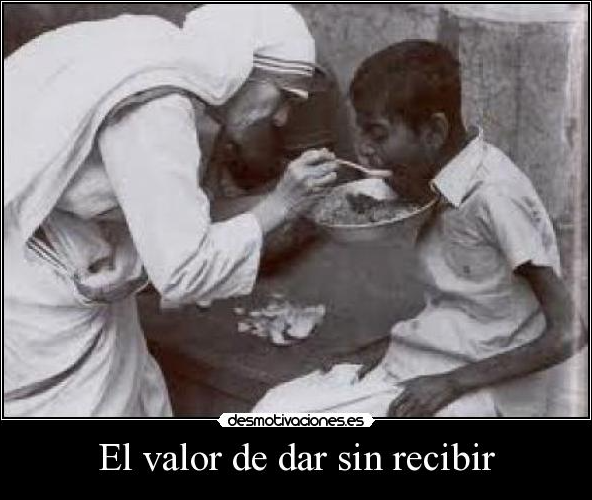 desmotivaciones.es
El valor de dar sin recibir